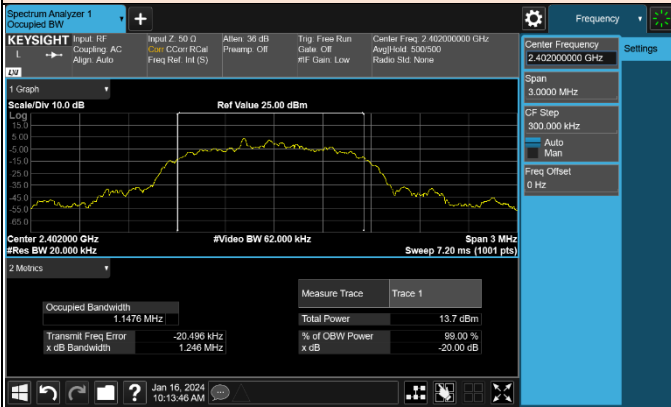 Spectrum Analyzer 1
Occupied BW
+
Frequency
KEYSIGHT
L
LXI
Input: RF
Coupling: AC
Align: Auto
Input Z: 50 Ω
Corr CCorr RCal
Freq Ref: Int (S)
Atten: 36 dB
Preamp: Off
Trig: Free Run
Gate: Off
#IF Gain: Low
Center Freq: 2.402000000 GHz
Avg|Hold: 500/500
Radio Std: None
Center Frequency
2.402000000 GHz
Settings
Span
3.0000 MHz
CF Step
300.000 kHz
Auto
Man
Freq Offset
0 Hz
1 Graph
Scale/Div 10.0 dB
Ref Value 25.00 dBm
Log
15.0
5.00
-5.00
-15.0
-25.0
-35.0
-45.0
-55.0
-65.0
Center 2.402000 GHz
#Video BW 62.000 kHz
Span 3 MHz
#Res BW 20.000 kHz
Sweep 7.20 ms (1001 pts)
2 Metrics
Measure Trace
Trace 1
Occupied Bandwidth
1.1476 MHz
Total Power
13.7 dBm
Transmit Freq Error
-20.496 kHz
% of OBW Power
99.00 %
x dB Bandwidth
1.246 MHz
x dB
-20.00 dB
?
Jan 16, 2024
10:13:46 AM